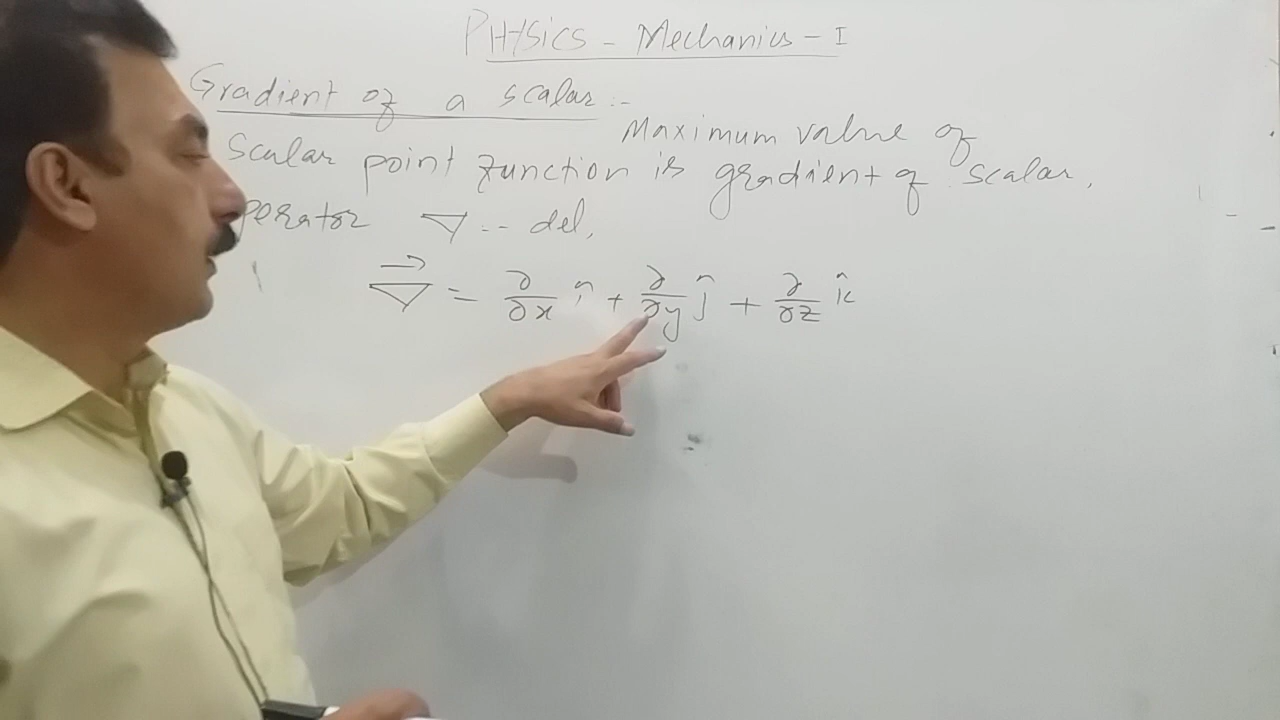 PHYsics - Mechanics - I
Gradient of a scalar :-
Maximum value of
Scalar point function is gradient of scalar.
perator ∇ -- del,
∇⃗ = ∂/∂x î + ∂/∂y ĵ + ∂/∂z k̂